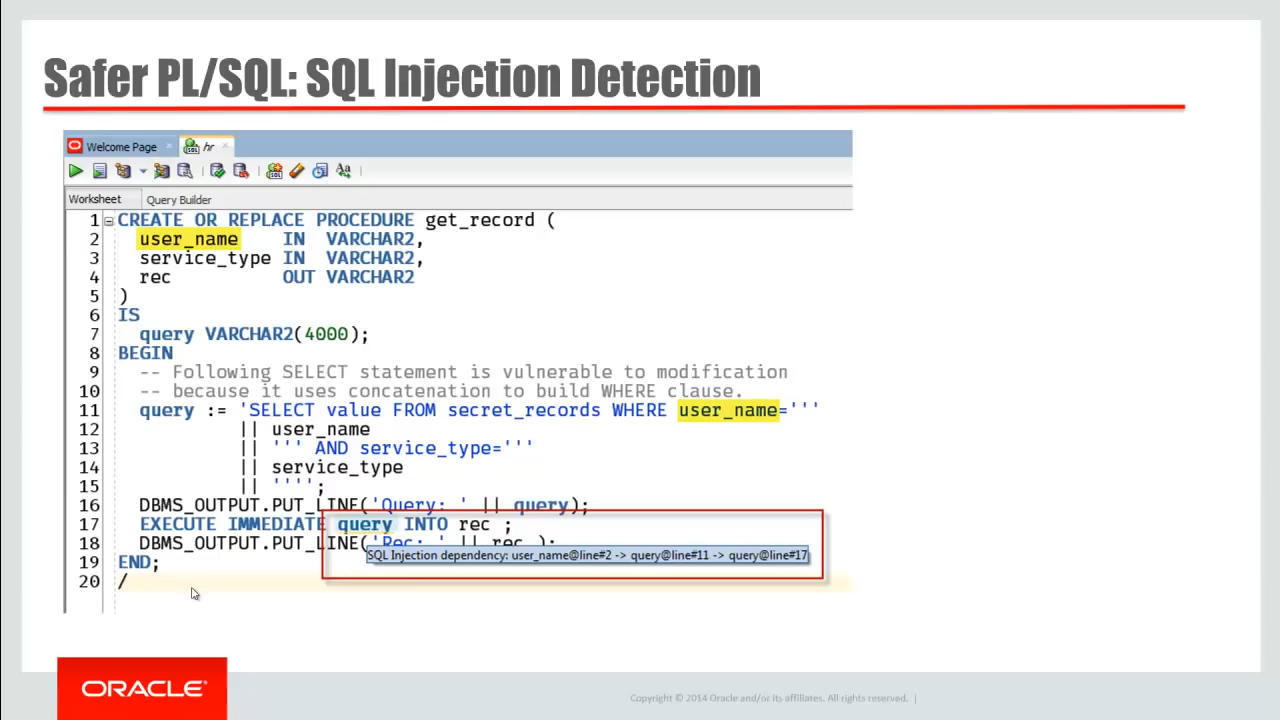 Safer PL/SQL: SQL Injection Detection
Welcome Page
hr
Worksheet
Query Builder
1 CREATE OR REPLACE PROCEDURE get_record (
2 user_name IN VARCHAR2,
3 service_type IN VARCHAR2,
4 rec OUT VARCHAR2
5 )
6 IS
7 query VARCHAR2(4000);
8 BEGIN
9 -- Following SELECT statement is vulnerable to modification
10 -- because it uses concatenation to build WHERE clause.
11 query := 'SELECT value FROM secret_records WHERE user_name='''
12 || user_name
13 || ''' AND service_type='''
14 || service_type
15 || '''';
16 DBMS_OUTPUT.PUT_LINE('Query: ' || query);
17 EXECUTE IMMEDIATE query INTO rec ;
18 DBMS_OUTPUT.PUT_LINE('Rec: ' || rec );
SQL Injection dependency: user_name@line#2 -> query@line#11 -> query@line#17
19 END;
20 /
ORACLE®
Copyright © 2014 Oracle and/or its affiliates. All rights reserved. |